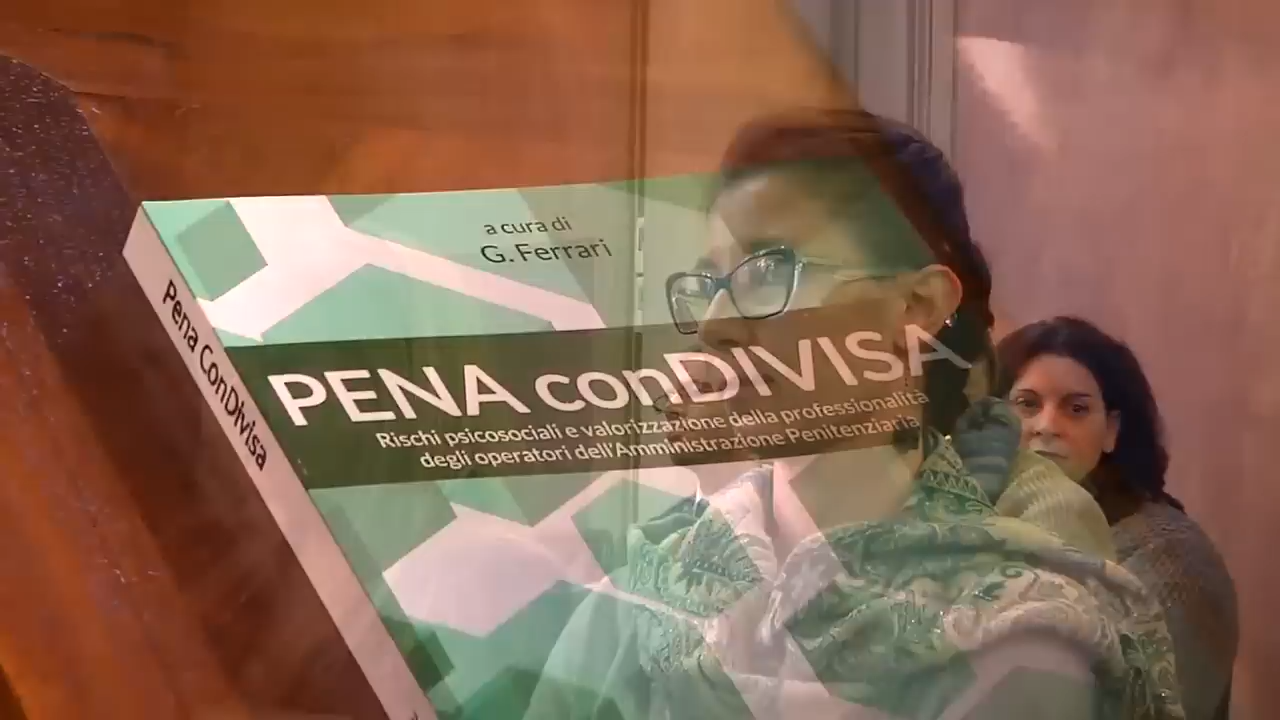 a cura di
G. Ferrari
PENA conDIVISA
Rischi psicosociali e valorizzazione della professionalità
degli operatori dell'Amministrazione Penitenziaria
Pena ConDivisa